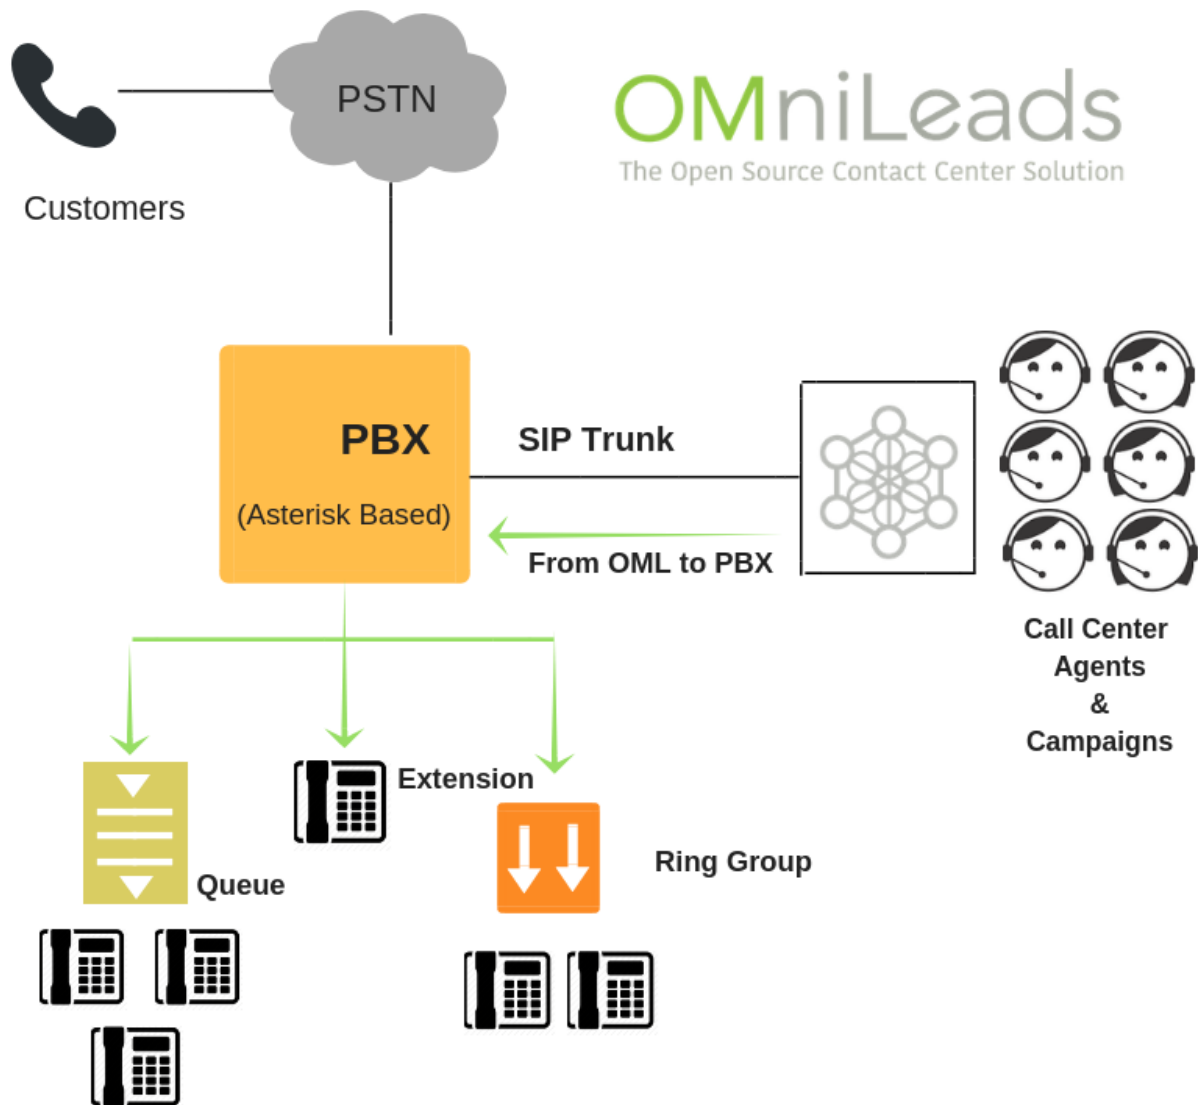 PSTN
OMniLeads
The Open Source Contact Center Solution
Customers
PBX
(Asterisk Based)
SIP Trunk
From OML to PBX
Call Center
Agents
&
Campaigns
Extension
Queue
Ring Group